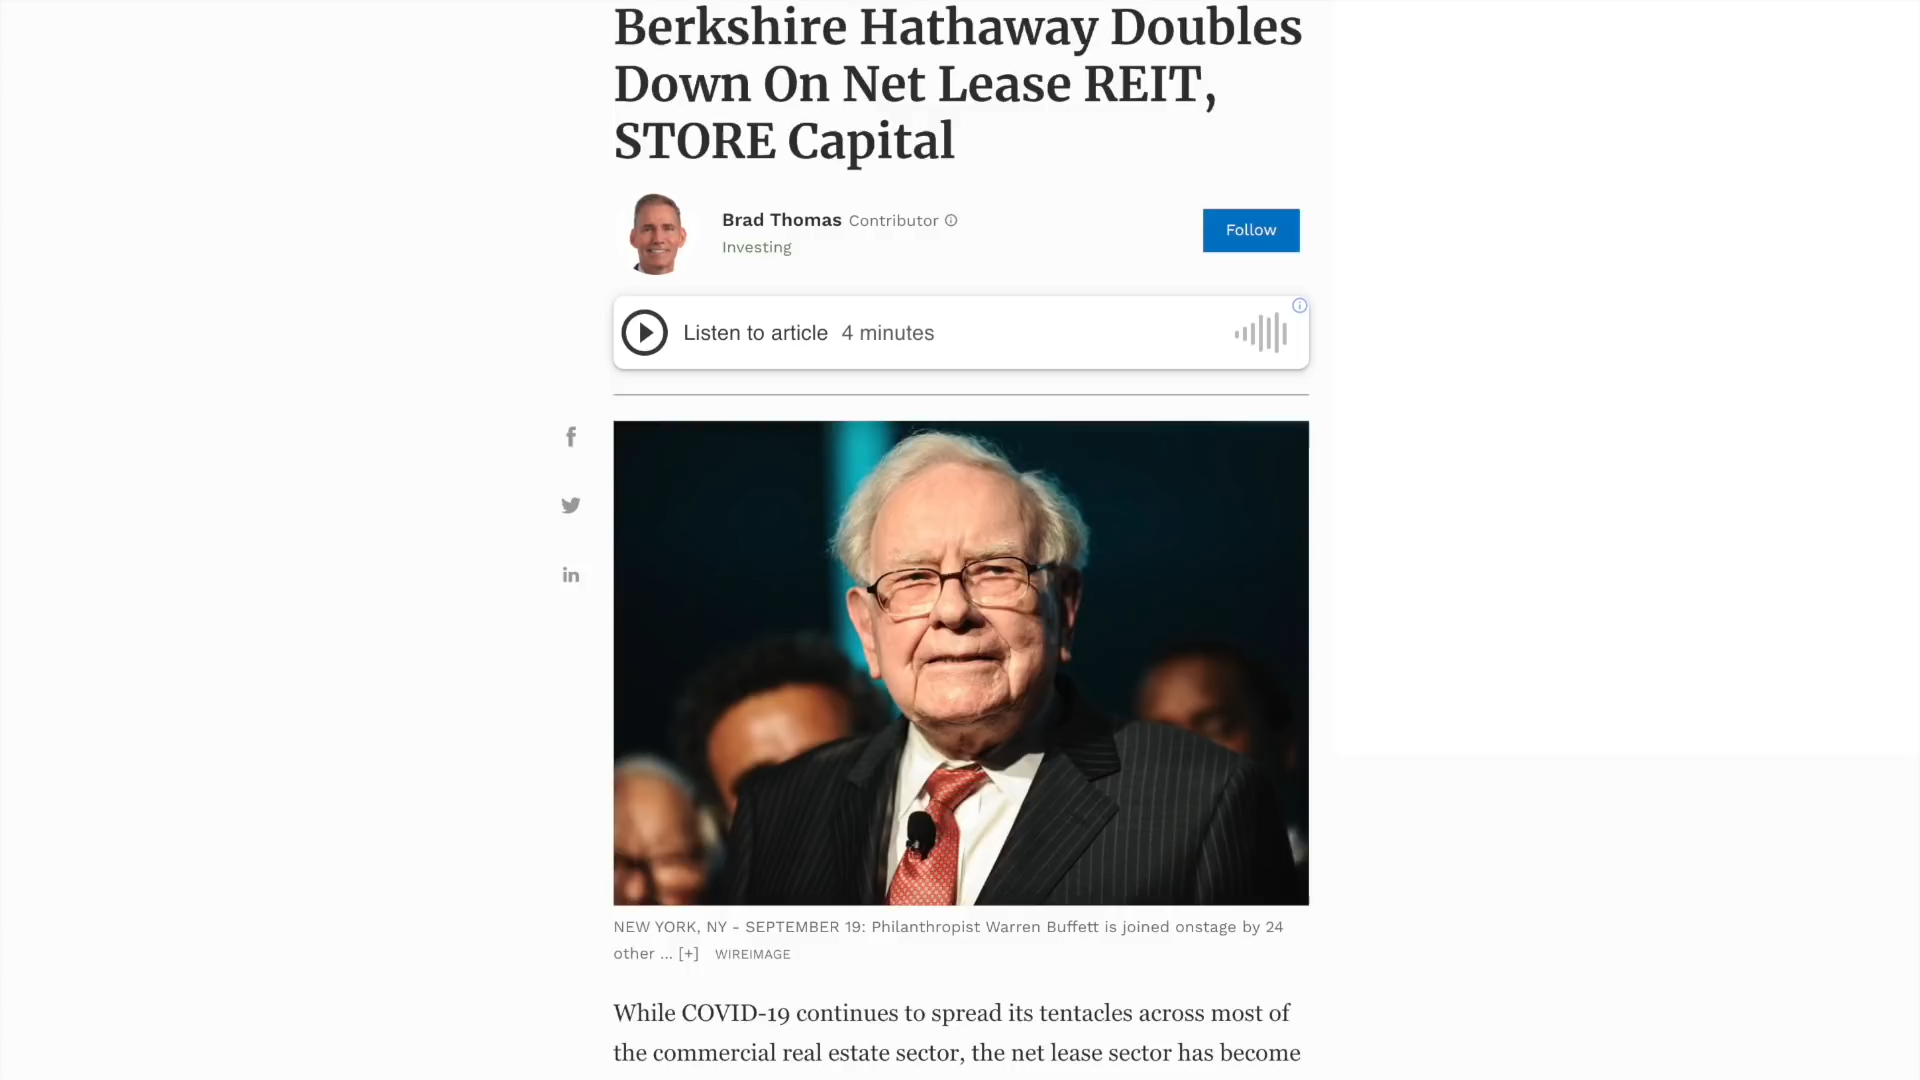 Berkshire Hathaway Doubles
Down On Net Lease REIT,
STORE Capital
Brad Thomas Contributor
Investing
Follow
Listen to article 4 minutes
NEW YORK, NY - SEPTEMBER 19: Philanthropist Warren Buffett is joined onstage by 24
other ... [+] WIREIMAGE
While COVID-19 continues to spread its tentacles across most of
the commercial real estate sector, the net lease sector has become